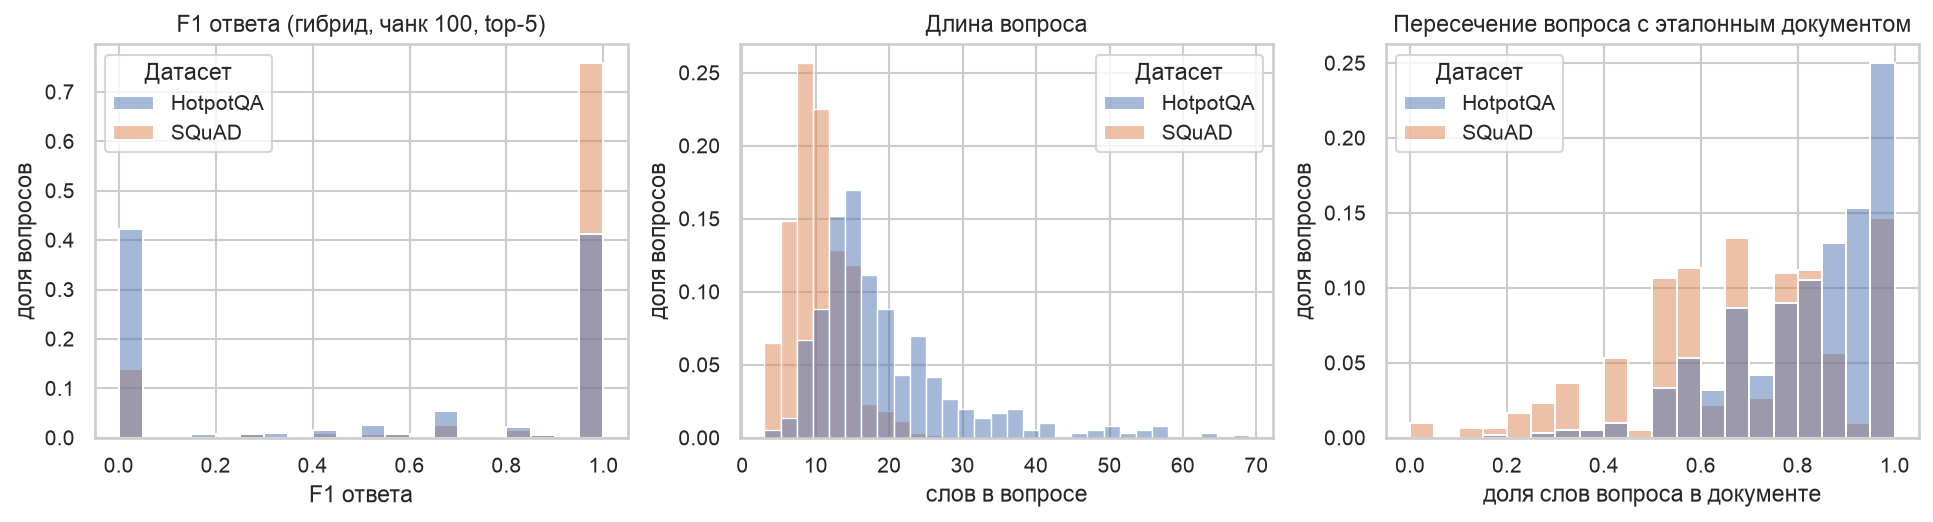 F1 ответа (гибрид, чанк 100, top-5)
Датасет
HotpotQA
SQuAD
доля вопросов
0.7
0.6
0.5
0.4
0.3
0.2
0.1
0.0
0.0 0.2 0.4 0.6 0.8 1.0
F1 ответа
Длина вопроса
Датасет
HotpotQA
SQuAD
доля вопросов
0.25
0.20
0.15
0.10
0.05
0.00
0 10 20 30 40 50 60 70
слов в вопросе
Пересечение вопроса с эталонным документом
Датасет
HotpotQA
SQuAD
доля вопросов
0.25
0.20
0.15
0.10
0.05
0.00
0.0 0.2 0.4 0.6 0.8 1.0
доля слов вопроса в документе